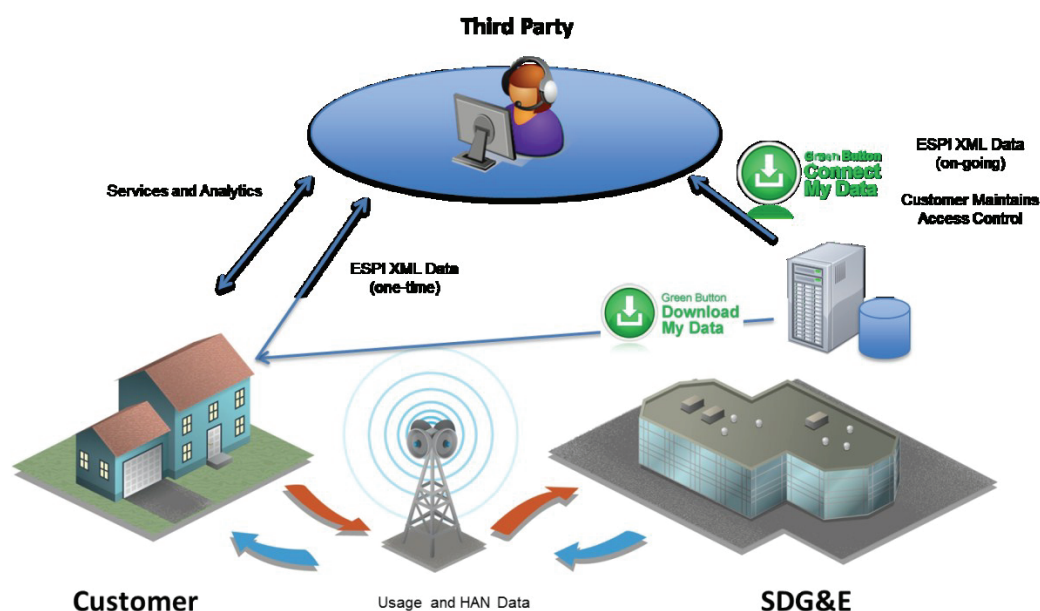 Third Party
Green Button
Connect
My Data
ESPI XML Data
(on-going)
Customer Maintains
Access Control
Services and Analytics
ESPI XML Data
(one-time)
Green Button
Download
My Data
Customer
Usage and HAN Data
SDG&E